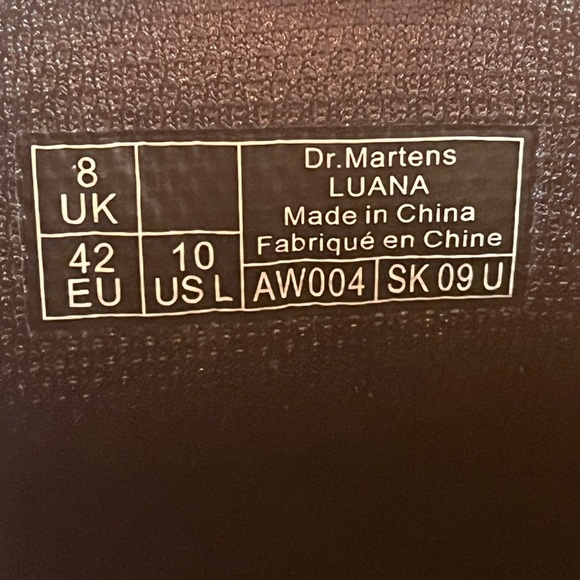 8
UK
42
EU
10
US L
Dr.Martens
LUANA
Made in China
Fabriqué en Chine
AW004
SK 09 U